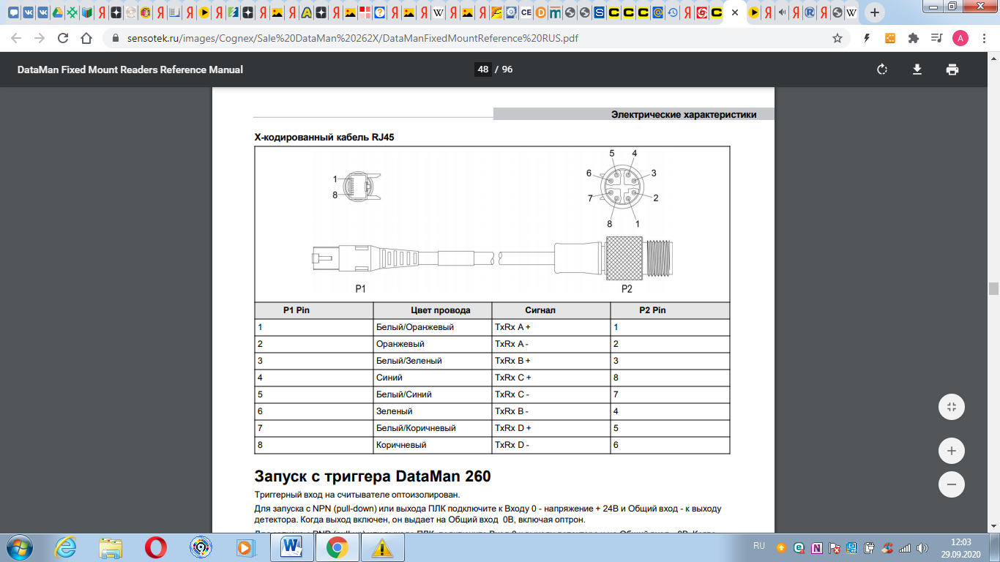 sensotek.ru/images/Cognex/Sale%20DataMan%20262X/DataManFixedMountReference%20RUS.pdf
DataMan Fixed Mount Readers Reference Manual
48 / 96
Электрические характеристики
X-кодированный кабель RJ45
5 4
6 3
1
8
7 2
8 1
P1 P2
P1 Pin Цвет провода Сигнал P2 Pin
1 Белый/Оранжевый TxRx A + 1
2 Оранжевый TxRx A - 2
3 Белый/Зеленый TxRx B + 3
4 Синий TxRx C + 8
5 Белый/Синий TxRx C - 7
6 Зеленый TxRx B - 4
7 Белый/Коричневый TxRx D + 5
8 Коричневый TxRx D - 6
Запуск с триггера DataMan 260
Триггерный вход на считывателе оптоизолирован.
Для запуска с NPN (pull-down) или выхода ПЛК подключите к Входу 0 - напряжение + 24В и Общий вход - к выходу
детектора. Когда выход включен, он выдает на Общий вход 0В, включая оптрон.
RU
12:03
29.09.2020